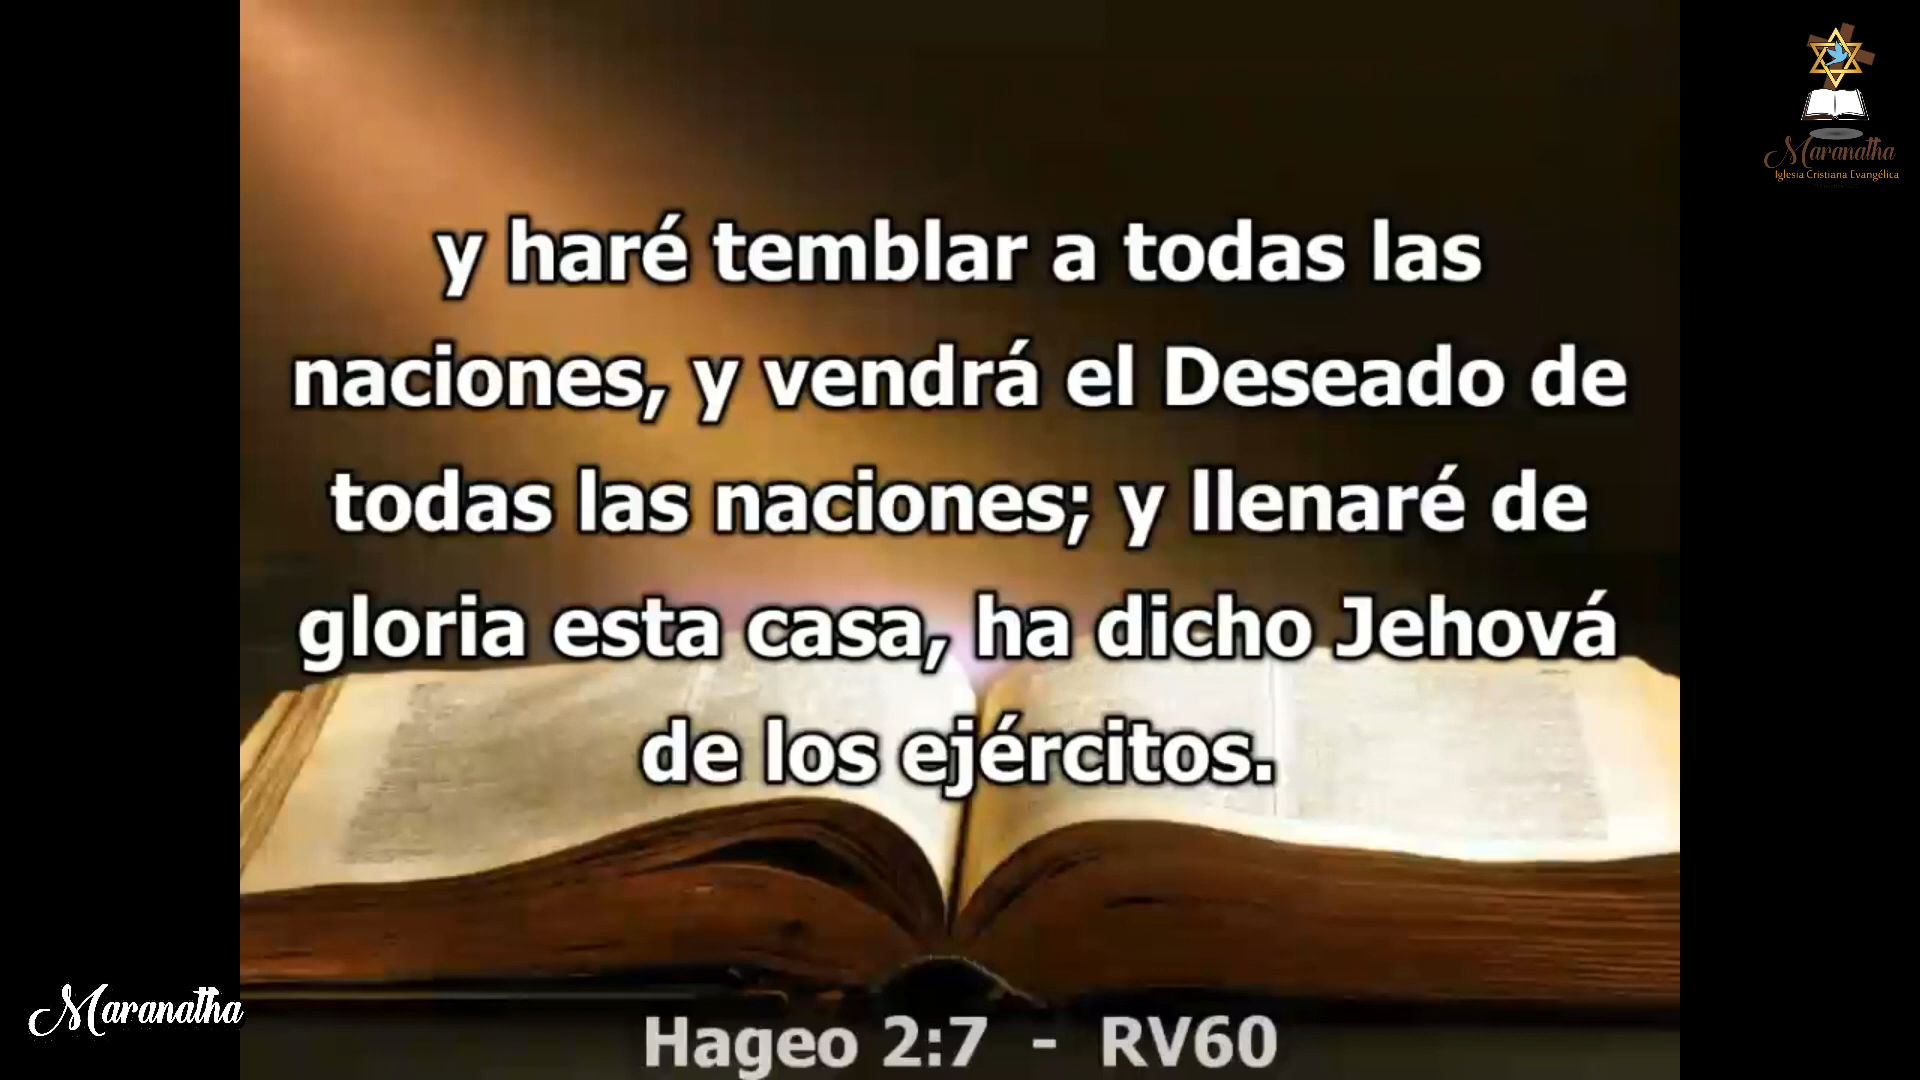 Maranatha
Iglesia Cristiana Evangélica
y haré temblar a todas las
naciones, y vendrá el Deseado de
todas las naciones; y llenaré de
gloria esta casa, ha dicho Jehová
de los ejércitos.
Maranatha
Hageo 2:7 - RV60